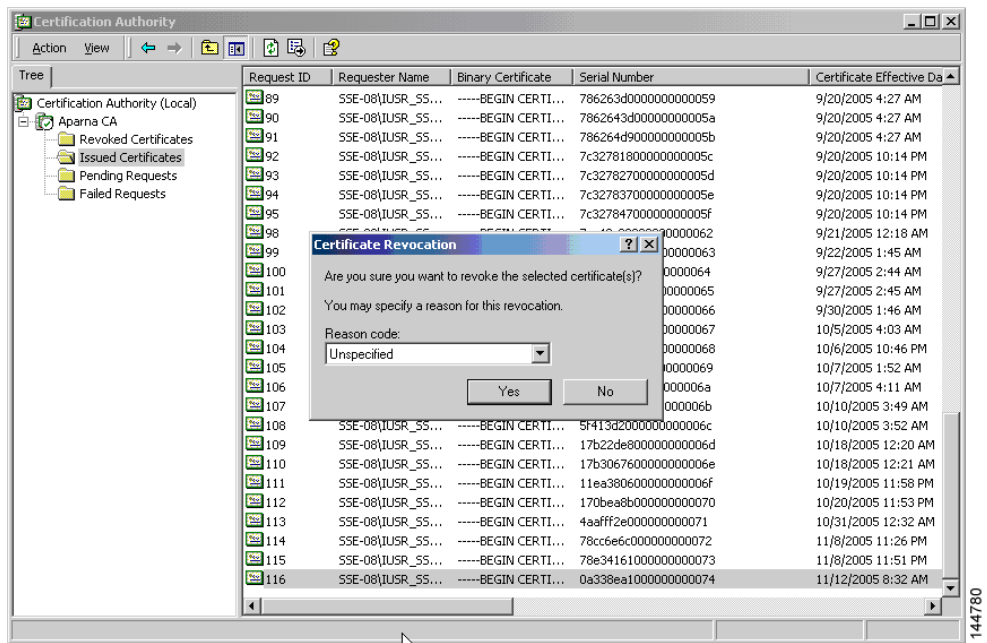 Certification Authority
Action View
Tree
Request ID Requester Name Binary Certificate Serial Number Certificate Effective Da
Certification Authority (Local)
Aparna CA
Revoked Certificates
Issued Certificates
Pending Requests
Failed Requests
89 SSE-08\IUSR_SS... -----BEGIN CERTI... 786263d0000000000059 9/20/2005 4:27 AM
90 SSE-08\IUSR_SS... -----BEGIN CERTI... 7862643d00000000005a 9/20/2005 4:27 AM
91 SSE-08\IUSR_SS... -----BEGIN CERTI... 786264d900000000005b 9/20/2005 4:27 AM
92 SSE-08\IUSR_SS... -----BEGIN CERTI... 7c32781800000000005c 9/20/2005 10:14 PM
93 SSE-08\IUSR_SS... -----BEGIN CERTI... 7c32782700000000005d 9/20/2005 10:14 PM
94 SSE-08\IUSR_SS... -----BEGIN CERTI... 7c32783700000000005e 9/20/2005 10:14 PM
95 SSE-08\IUSR_SS... -----BEGIN CERTI... 7c32784700000000005f 9/20/2005 10:14 PM
98 0000062 9/21/2005 12:18 AM
99 0000063 9/22/2005 1:45 AM
100 0000064 9/27/2005 2:44 AM
101 0000065 9/27/2005 2:45 AM
102 0000066 9/30/2005 1:46 AM
103 0000067 10/5/2005 4:03 AM
104 0000068 10/6/2005 10:46 PM
105 0000069 10/7/2005 1:52 AM
106 000006a 10/7/2005 4:11 AM
107 000006b 10/10/2005 3:49 AM
108 SSE-08\IUSR_SS... -----BEGIN CERTI... 5f413d2000000000006c 10/10/2005 3:52 AM
109 SSE-08\IUSR_SS... -----BEGIN CERTI... 17b22de800000000006d 10/18/2005 12:20 AM
110 SSE-08\IUSR_SS... -----BEGIN CERTI... 17b3067600000000006e 10/18/2005 12:21 AM
111 SSE-08\IUSR_SS... -----BEGIN CERTI... 11ea380600000000006f 10/19/2005 11:58 PM
112 SSE-08\IUSR_SS... -----BEGIN CERTI... 170bea8b000000000070 10/20/2005 11:53 PM
113 SSE-08\IUSR_SS... -----BEGIN CERTI... 4aafff2e000000000071 10/31/2005 12:32 AM
114 SSE-08\IUSR_SS... -----BEGIN CERTI... 78cc6e6c000000000072 11/8/2005 11:26 PM
115 SSE-08\IUSR_SS... -----BEGIN CERTI... 78e34161000000000073 11/8/2005 11:51 PM
116 SSE-08\IUSR_SS... -----BEGIN CERTI... 0a338ea1000000000074 11/12/2005 8:32 AM
Certificate Revocation
Are you sure you want to revoke the selected certificate(s)?
You may specify a reason for this revocation.
Reason code:
Unspecified
Yes No
144780